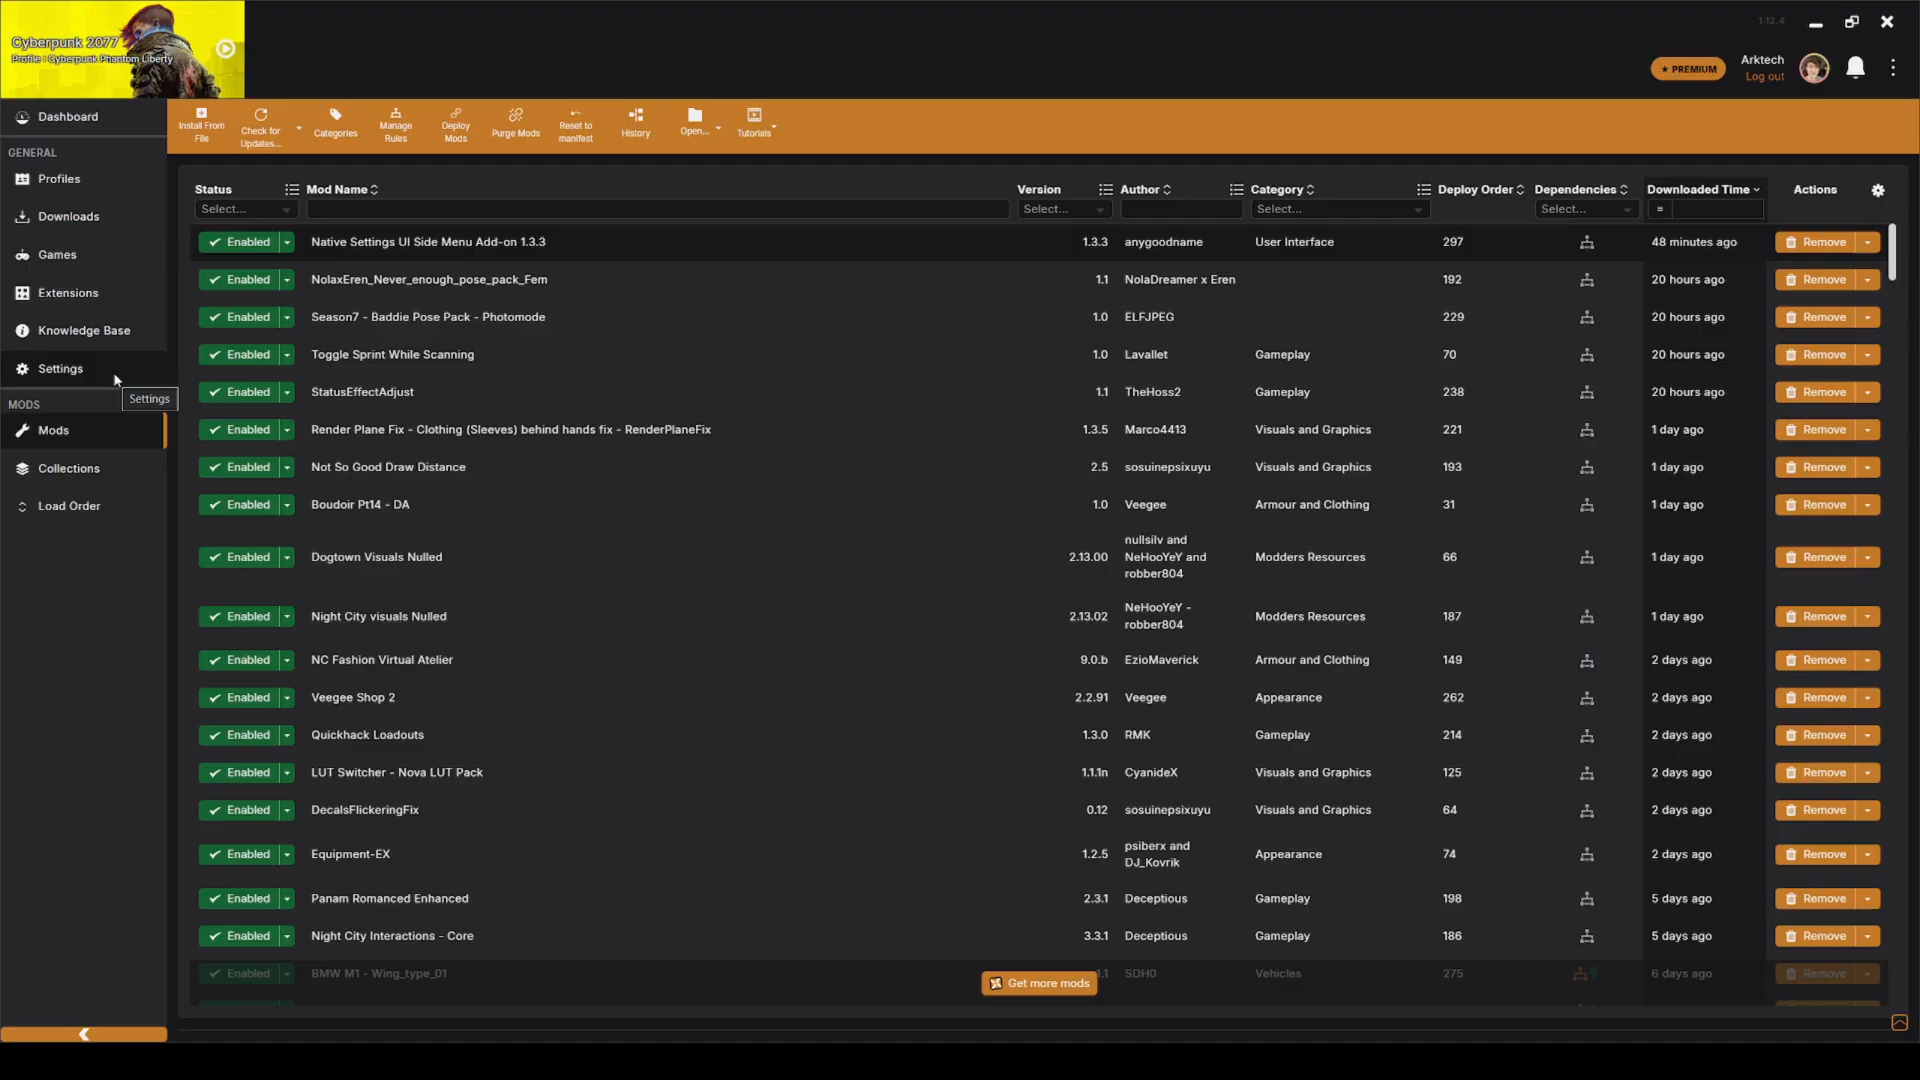 Cyberpunk 2077
Profile : Cyberpunk Phantom Liberty
1.12.4
PREMIUM
Arktech
Log out
Dashboard
GENERAL
Profiles
Downloads
Games
Extensions
Knowledge Base
Settings
Settings
MODS
Mods
Collections
Load Order
Install From
File
Check for
Updates...
Categories
Manage
Rules
Deploy
Mods
Purge Mods
Reset to
manifest
History
Open...
Tutorials
Status Mod Name Version Author Category Deploy Order Dependencies Downloaded Time Actions
Select... Select... Select... Select... =
Enabled Native Settings UI Side Menu Add-on 1.3.3 1.3.3 anygoodname User Interface 297 48 minutes ago Remove
Enabled NolaxEren_Never_enough_pose_pack_Fem 1.1 NolaDreamer x Eren 192 20 hours ago Remove
Enabled Season7 - Baddie Pose Pack - Photomode 1.0 ELFJPEG 229 20 hours ago Remove
Enabled Toggle Sprint While Scanning 1.0 Lavallet Gameplay 70 20 hours ago Remove
Enabled StatusEffectAdjust 1.1 TheHoss2 Gameplay 238 20 hours ago Remove
Enabled Render Plane Fix - Clothing (Sleeves) behind hands fix - RenderPlaneFix 1.3.5 Marco4413 Visuals and Graphics 221 1 day ago Remove
Enabled Not So Good Draw Distance 2.5 sosuinepsixuyu Visuals and Graphics 193 1 day ago Remove
Enabled Boudoir Pt14 - DA 1.0 Veegee Armour and Clothing 31 1 day ago Remove
nullsilv and
Enabled Dogtown Visuals Nulled 2.13.00 NeHooYeY and Modders Resources 66 1 day ago Remove
robber804
NeHooYeY -
Enabled Night City visuals Nulled 2.13.02 Modders Resources 187 1 day ago Remove
robber804
Enabled NC Fashion Virtual Atelier 9.0.b EzioMaverick Armour and Clothing 149 2 days ago Remove
Enabled Veegee Shop 2 2.2.91 Veegee Appearance 262 2 days ago Remove
Enabled Quickhack Loadouts 1.3.0 RMK Gameplay 214 2 days ago Remove
Enabled LUT Switcher - Nova LUT Pack 1.1.1n CyanideX Visuals and Graphics 125 2 days ago Remove
Enabled DecalsFlickeringFix 0.12 sosuinepsixuyu Visuals and Graphics 64 2 days ago Remove
psiberx and
Enabled Equipment-EX 1.2.5 Appearance 74 2 days ago Remove
DJ_Kovrik
Enabled Panam Romanced Enhanced 2.3.1 Deceptious Gameplay 198 5 days ago Remove
Enabled Night City Interactions - Core 3.3.1 Deceptious Gameplay 186 5 days ago Remove
Enabled BMW M1 - Wing_type_01 .1 SDH0 Vehicles 275 6 days ago Remove
Get more mods